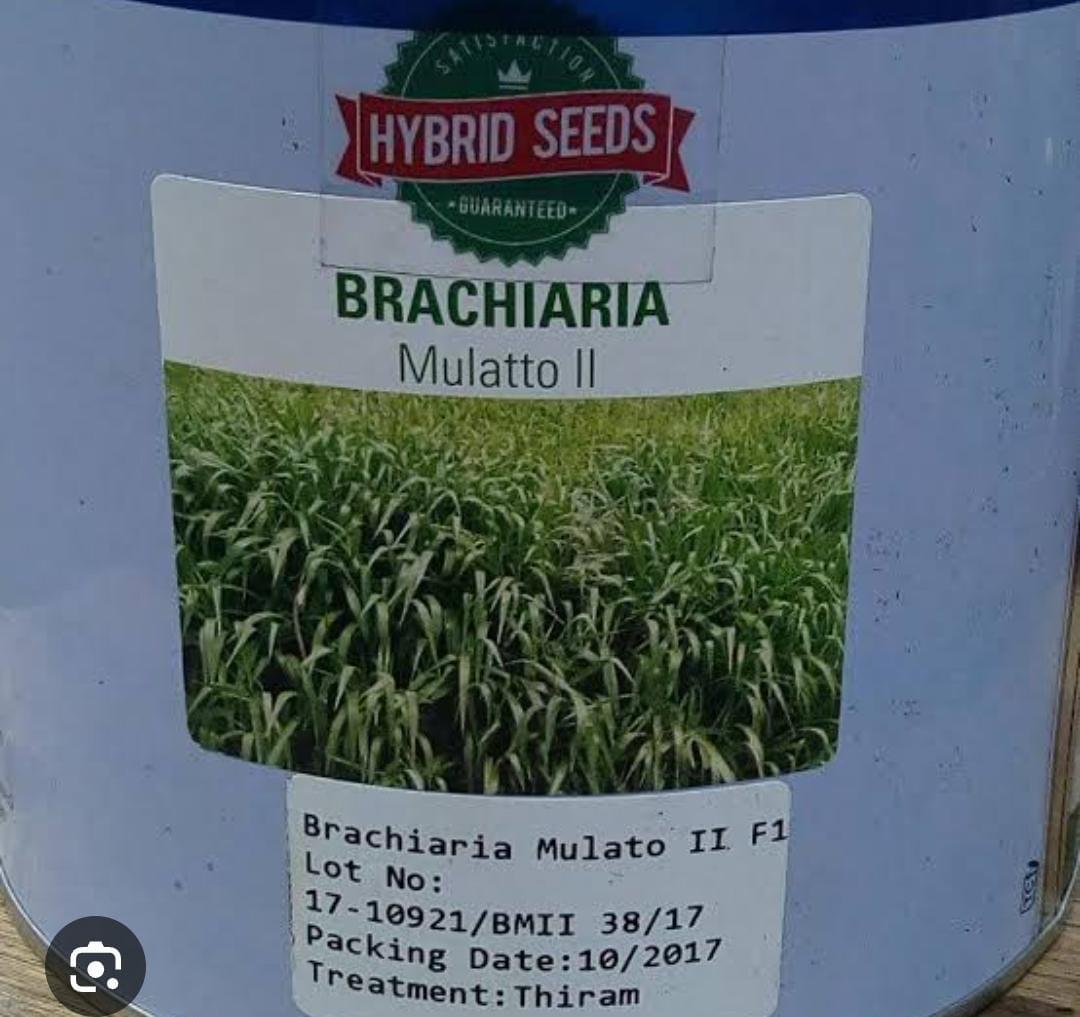 SATISFACTION
HYBRID SEEDS
GUARANTEED
BRACHIARIA
Mulatto II
Brachiaria Mulato II F1
Lot No:
17-10921/BMII 38/17
Packing Date:10/2017
Treatment:Thiram